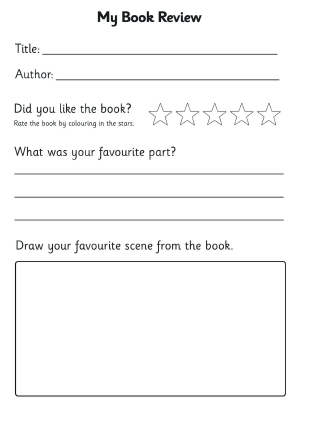 My Book Review
Title:
Author:
Did you like the book?
Rate the book by colouring in the stars.
What was your favourite part?
Draw your favourite scene from the book.